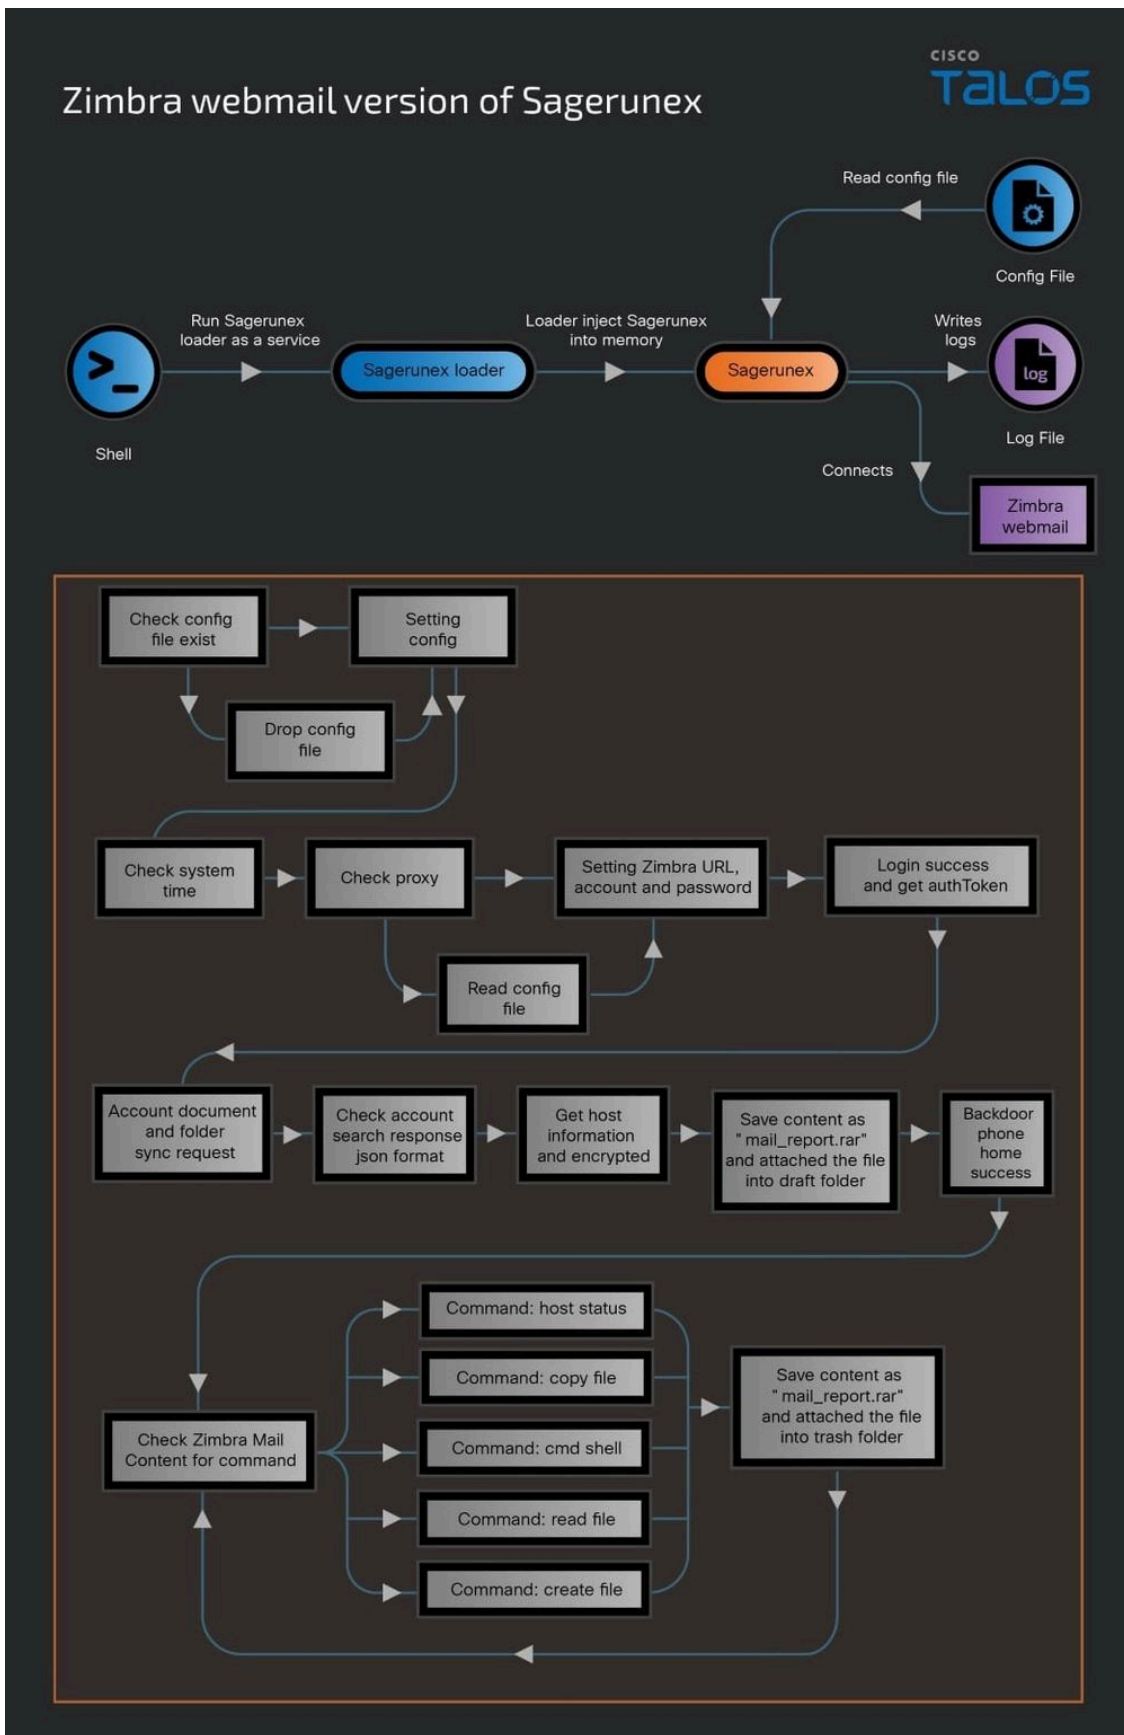 CISCO
TALOS
Zimbra webmail version of Sagerunex
Read config file
Config File
Run Sagerunex
loader as a service
Loader inject Sagerunex
into memory
Writes
logs
>_
Sagerunex loader
Sagerunex
log
Shell
Log File
Connects
Zimbra
webmail
Check config
file exist
Setting
config
Drop config
file
Check system
time
Check proxy
Setting Zimbra URL,
account and password
Login success
and get authToken
Read config
file
Account document
and folder
sync request
Check account
search response
json format
Get host
information
and encrypted
Save content as
"mail_report.rar"
and attached the file
into draft folder
Backdoor
phone
home
success
Command: host status
Command: copy file
Command: cmd shell
Command: read file
Command: create file
Check Zimbra Mail
Content for command
Save content as
"mail_report.rar"
and attached the file
into trash folder